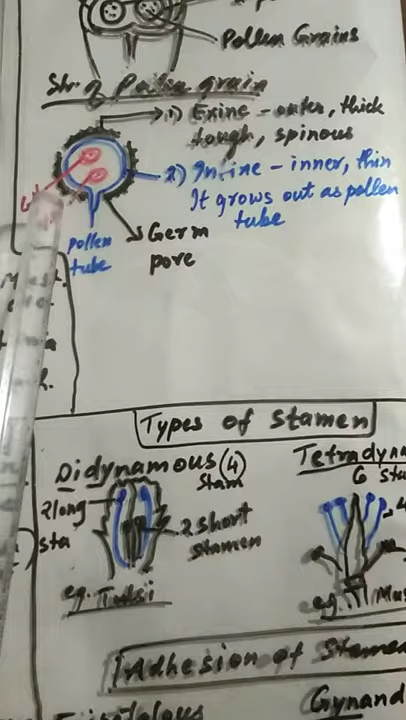 Pollen Grains
Str. of Pollen grain
1) Exine - outer, thick
tough, spinous
2) Intine - inner, thin
It grows out as pollen
tube
pollen
tube
Germ
pore
Types of Stamen
Didynamous (4)
Stam
2 long
sta
2 short
stamen
eg. Tulsi
Tetradyna
6 Sta
eg. Mus
Adhesion of Stamen
Gynand